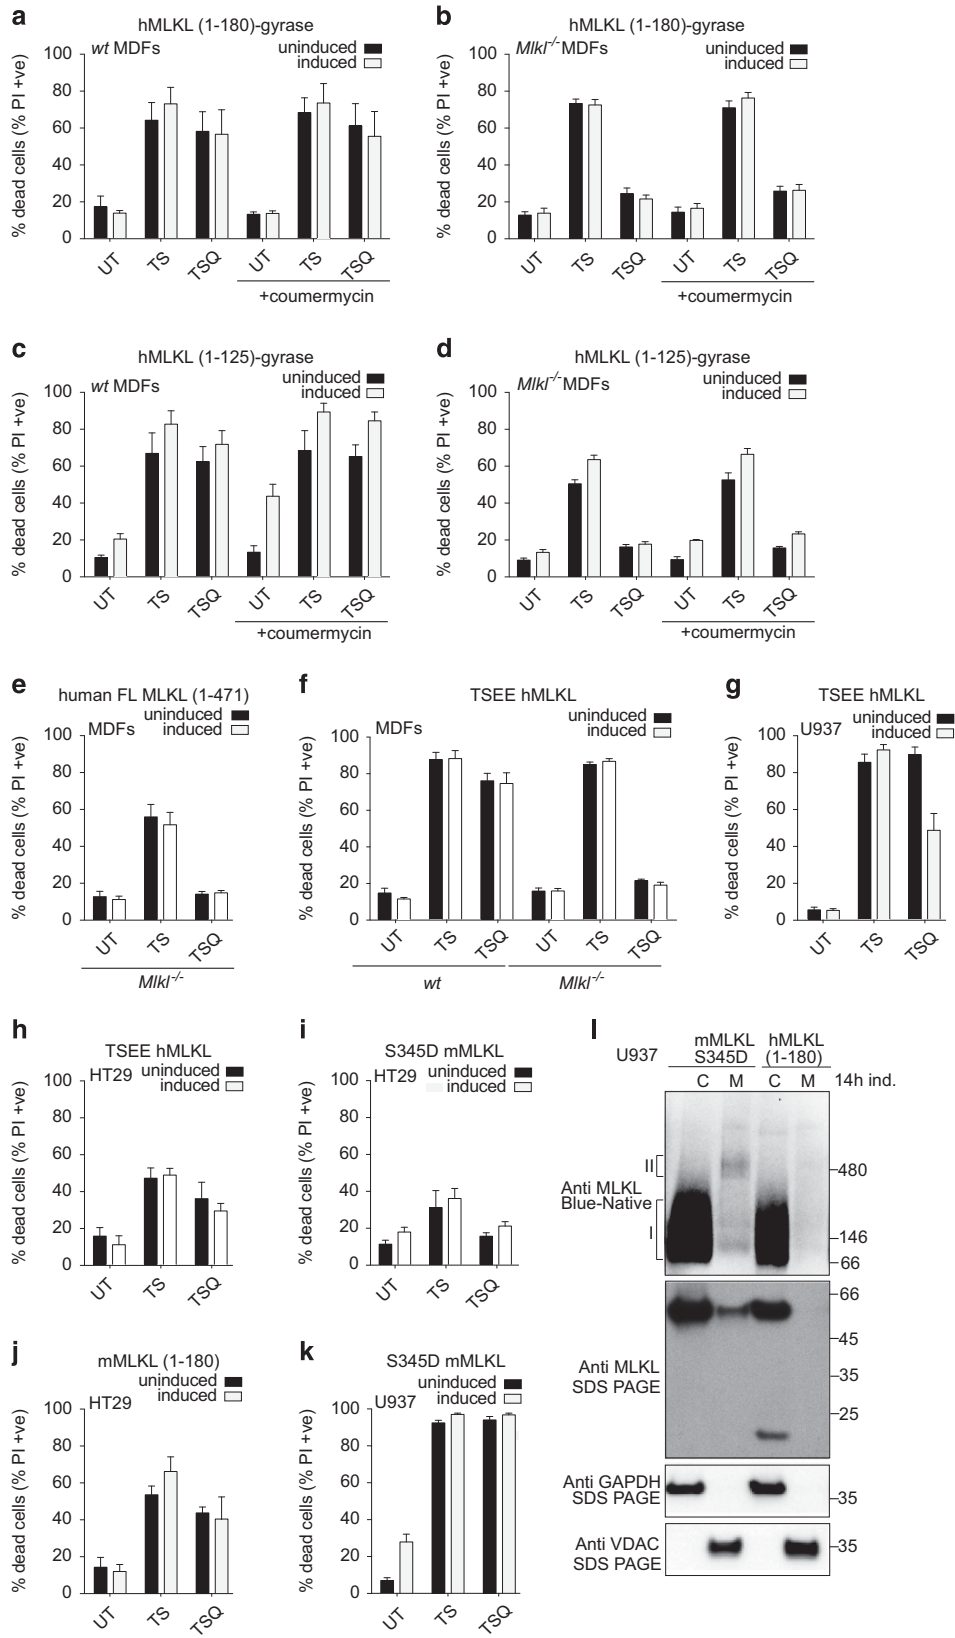 a
hMLKL (1-180)-gyrase
wt MDFs
uninduced
induced
% dead cells (% PI +ve)
100
80
60
40
20
0
UT
TS
TSQ
UT
TS
TSQ
+coumermycin
b
hMLKL (1-180)-gyrase
Mlkl-/-MDFs
uninduced
induced
% dead cells (% PI +ve)
100
80
60
40
20
0
UT
TS
TSQ
UT
TS
TSQ
+coumermycin
c
hMLKL (1-125)-gyrase
wt MDFs
uninduced
induced
% dead cells (% PI +ve)
100
80
60
40
20
0
UT
TS
TSQ
UT
TS
TSQ
+coumermycin
d
hMLKL (1-125)-gyrase
Mlkl-/-MDFs
uninduced
induced
% dead cells (% PI +ve)
100
80
60
40
20
0
UT
TS
TSQ
UT
TS
TSQ
+coumermycin
e
human FL MLKL (1-471)
uninduced
induced
MDFs
% dead cells (% PI +ve)
100
80
60
40
20
0
UT
TS
TSQ
Mlkl-/-
f
TSEE hMLKL
uninduced
induced
MDFs
% dead cells (% PI +ve)
100
80
60
40
20
0
UT
TS
TSQ
UT
TS
TSQ
wt
Mlkl-/-
g
TSEE hMLKL
uninduced
induced
U937
% dead cells (% PI +ve)
100
80
60
40
20
0
UT
TS
TSQ
h
TSEE hMLKL
HT29
uninduced
induced
% dead cells (% PI +ve)
100
80
60
40
20
0
UT
TS
TSQ
i
S345D mMLKL
HT29
uninduced
induced
% dead cells (% PI +ve)
100
80
60
40
20
0
UT
TS
TSQ
j
mMLKL (1-180)
uninduced
induced
HT29
% dead cells (% PI +ve)
100
80
60
40
20
0
UT
TS
TSQ
k
S345D mMLKL
uninduced
induced
U937
% dead cells (% PI +ve)
100
80
60
40
20
0
UT
TS
TSQ
l
U937
mMLKL
S345D
hMLKL
(1-180)
C M C M
14h ind.
II
Anti MLKL
Blue-Native
I
480
146
66
Anti MLKL
SDS PAGE
66
45
35
25
Anti GAPDH
SDS PAGE
35
Anti VDAC
SDS PAGE
35